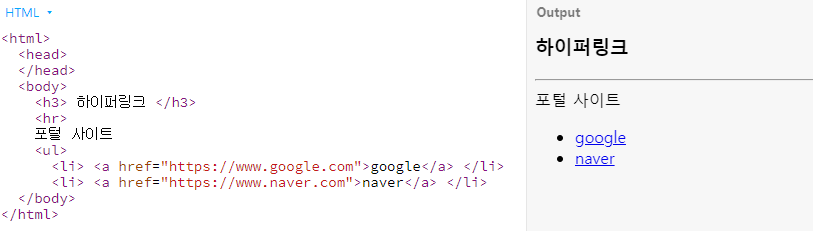 HTML
<html>
  <head>
  </head>
  <body>
    <h3> 하이퍼링크 </h3>
    <hr>
    포털 사이트
    <ul>
      <li> <a href="https://www.google.com">google</a> </li>
      <li> <a href="https://www.naver.com">naver</a> </li>
  </body>
</html>
Output
하이퍼링크
포털 사이트
google
naver